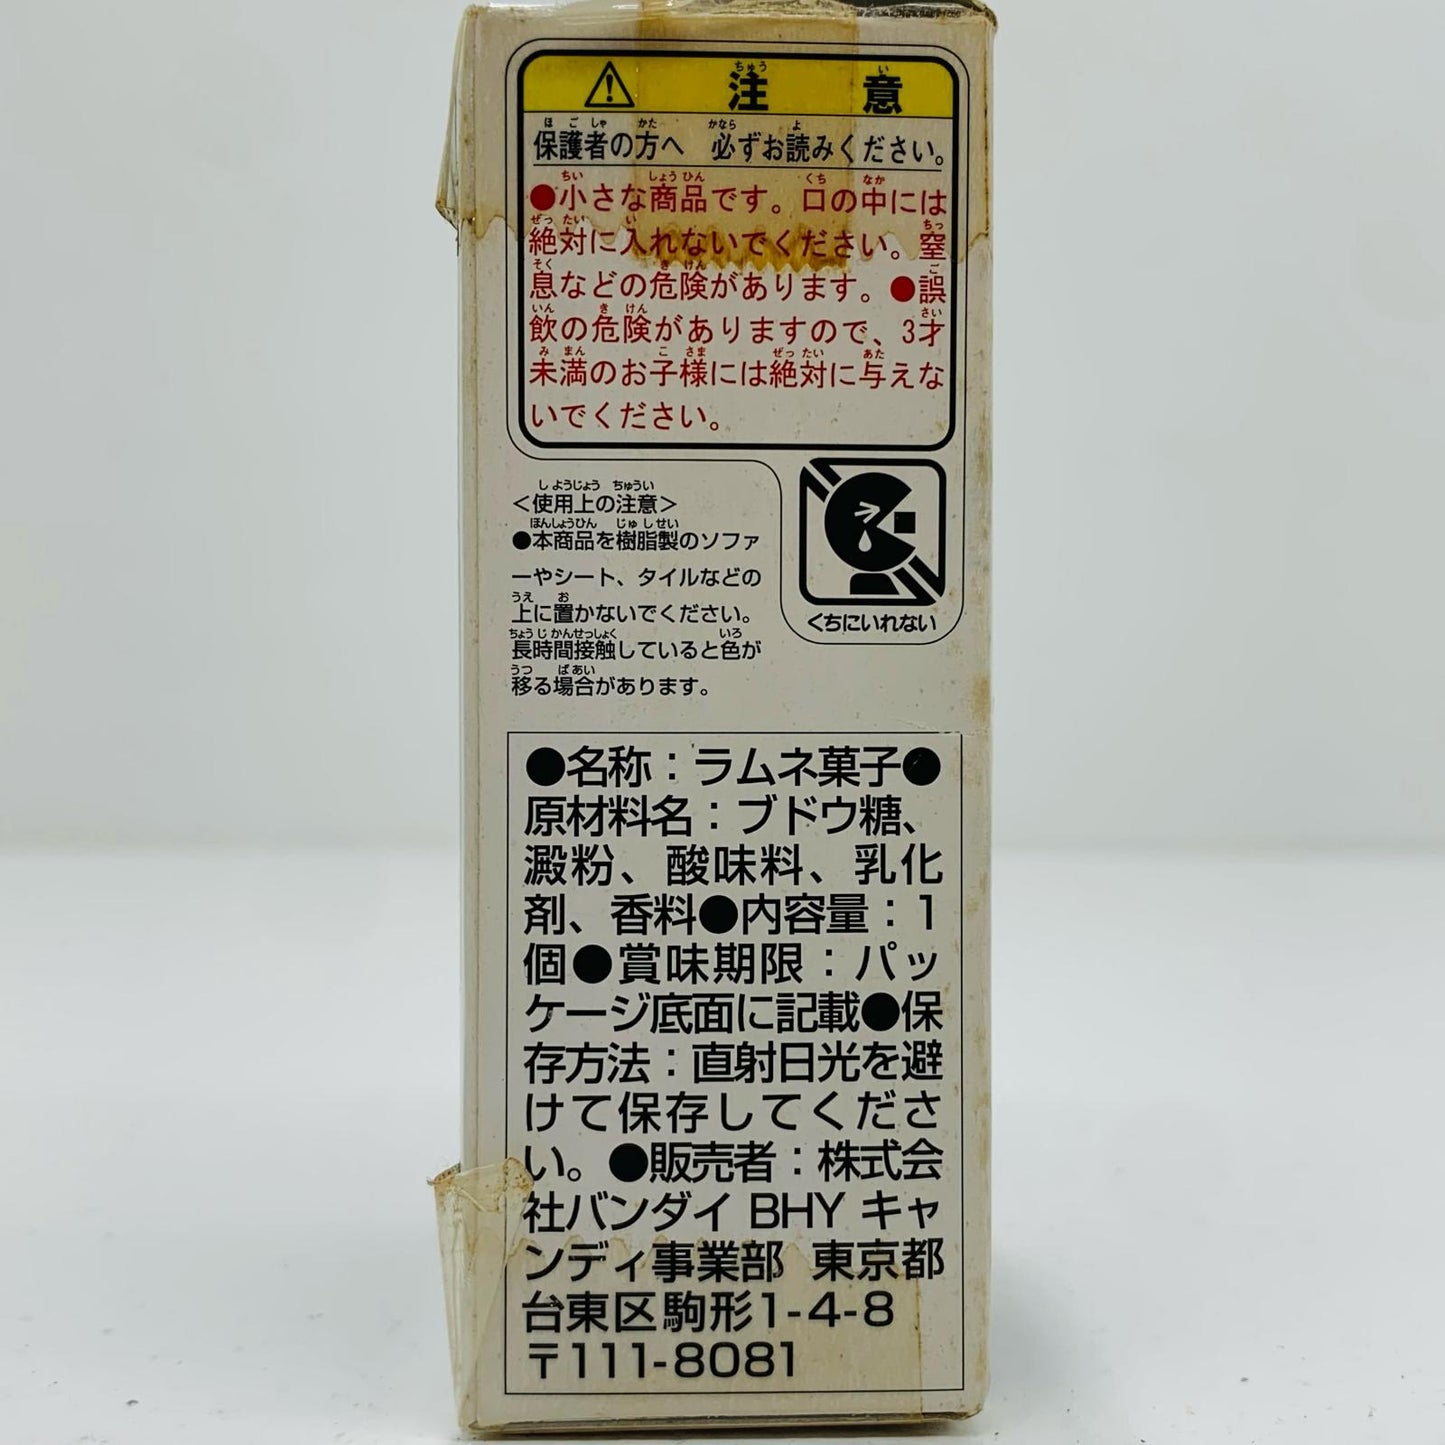 注意
保護者の方へ 必ずお読みください。
●小さな商品です。口の中には
絶対に入れないでください。窒
息などの危険があります。●誤
飲の危険がありますので、3才
未満のお子様には絶対に与えな
いでください。
<使用上の注意>
●本商品を樹脂製のソファ
ーやシート、タイルなどの
上に置かないでください。
長時間接触していると色が
移る場合があります。
くちにいれない
●名称：ラムネ菓子●
原材料名：ブドウ糖、
澱粉、酸味料、乳化
剤、香料●内容量：1
個●賞味期限：パッ
ケージ底面に記載●保
存方法：直射日光を避
けて保存してくださ
い。●販売者：株式会
社バンダイ BHY キャ
ンディ事業部 東京都
台東区駒形1-4-8
〒111-8081